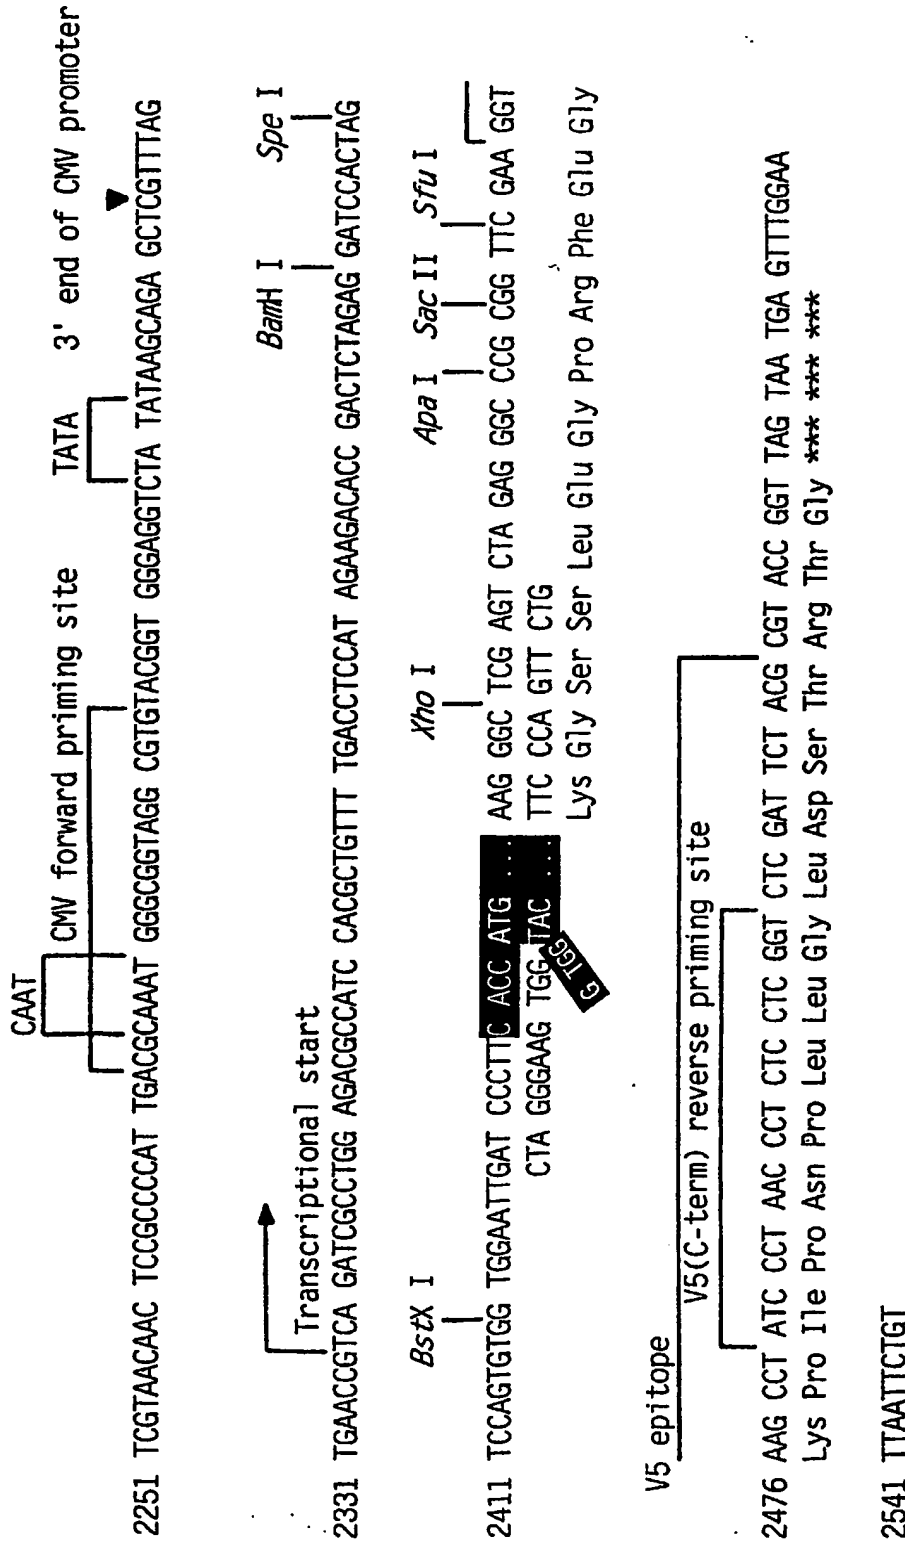 CAAT
CMV forward priming site TATA 3' end of CMV promoter
2251 TCGTAACAAC TCCGCCCCAT TGACGCAAAT GGGCGGTAGG CGTGTACGGT GGGAGGTCTA TATAAGCAGA GCTCGTTTAG
Transcriptional start BamH I Spe I
2331 TGAACCGTCA GATCGCCTGG AGACGCCATC CACGCTGTTT TGACCTCCAT AGAAGACACC GACTCTAGAG GATCCACTAG
BstX I Xho I Apa I Sac II Sfu I
2411 TCCAGTGTGG TGGAATTGAT CCCTTC ACC ATG ... AAG GGC TCG AGT CTA GAG GGC CCG CGG TTC GAA GGT
CTA GGGAAG TGG TAC ... TTC CCA GTT CTG
G TGG
Lys Gly Ser Ser Leu Glu Gly Pro Arg Phe Glu Gly
V5 epitope
V5(C-term) reverse priming site
2476 AAG CCT ATC CCT AAC CCT CTC CTC GGT CTC GAT TCT ACG CGT ACC GGT TAG TAA TGA GTTTGGAA
Lys Pro Ile Pro Asn Pro Leu Leu Gly Leu Asp Ser Thr Arg Thr Gly *** *** ***
2541 TTAATTCTGT